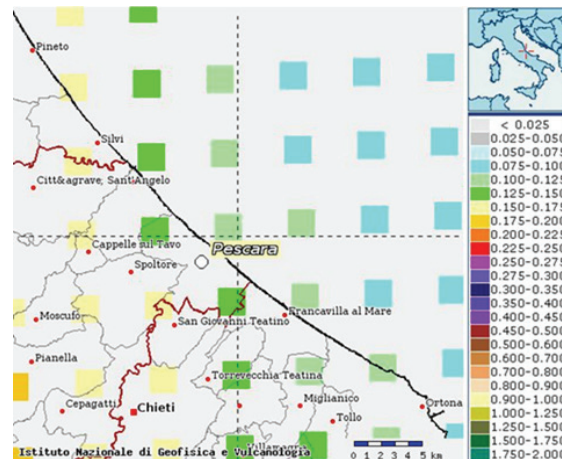 Pineto
Silvi
Citt&agrave; Sant'Angelo
Cappelle sul Tavo
Pescara
Spoltore
Moscufo
San Giovanni Teatino
Francavilla al Mare
Pianella
Torrevecchia Teatina
Cepagatti
Chieti
Miglianico
Tollo
Ortona
Villamagna
Istituto Nazionale di Geofisica e Vulcanologia
0 1 2 3 4 5 km
< 0.025
0.025-0.050
0.050-0.075
0.075-0.100
0.100-0.125
0.125-0.150
0.150-0.175
0.175-0.200
0.200-0.225
0.225-0.250
0.250-0.275
0.275-0.300
0.300-0.350
0.350-0.400
0.400-0.450
0.450-0.500
0.500-0.600
0.600-0.700
0.700-0.800
0.800-0.900
0.900-1.000
1.000-1.250
1.250-1.500
1.500-1.750
1.750-2.000